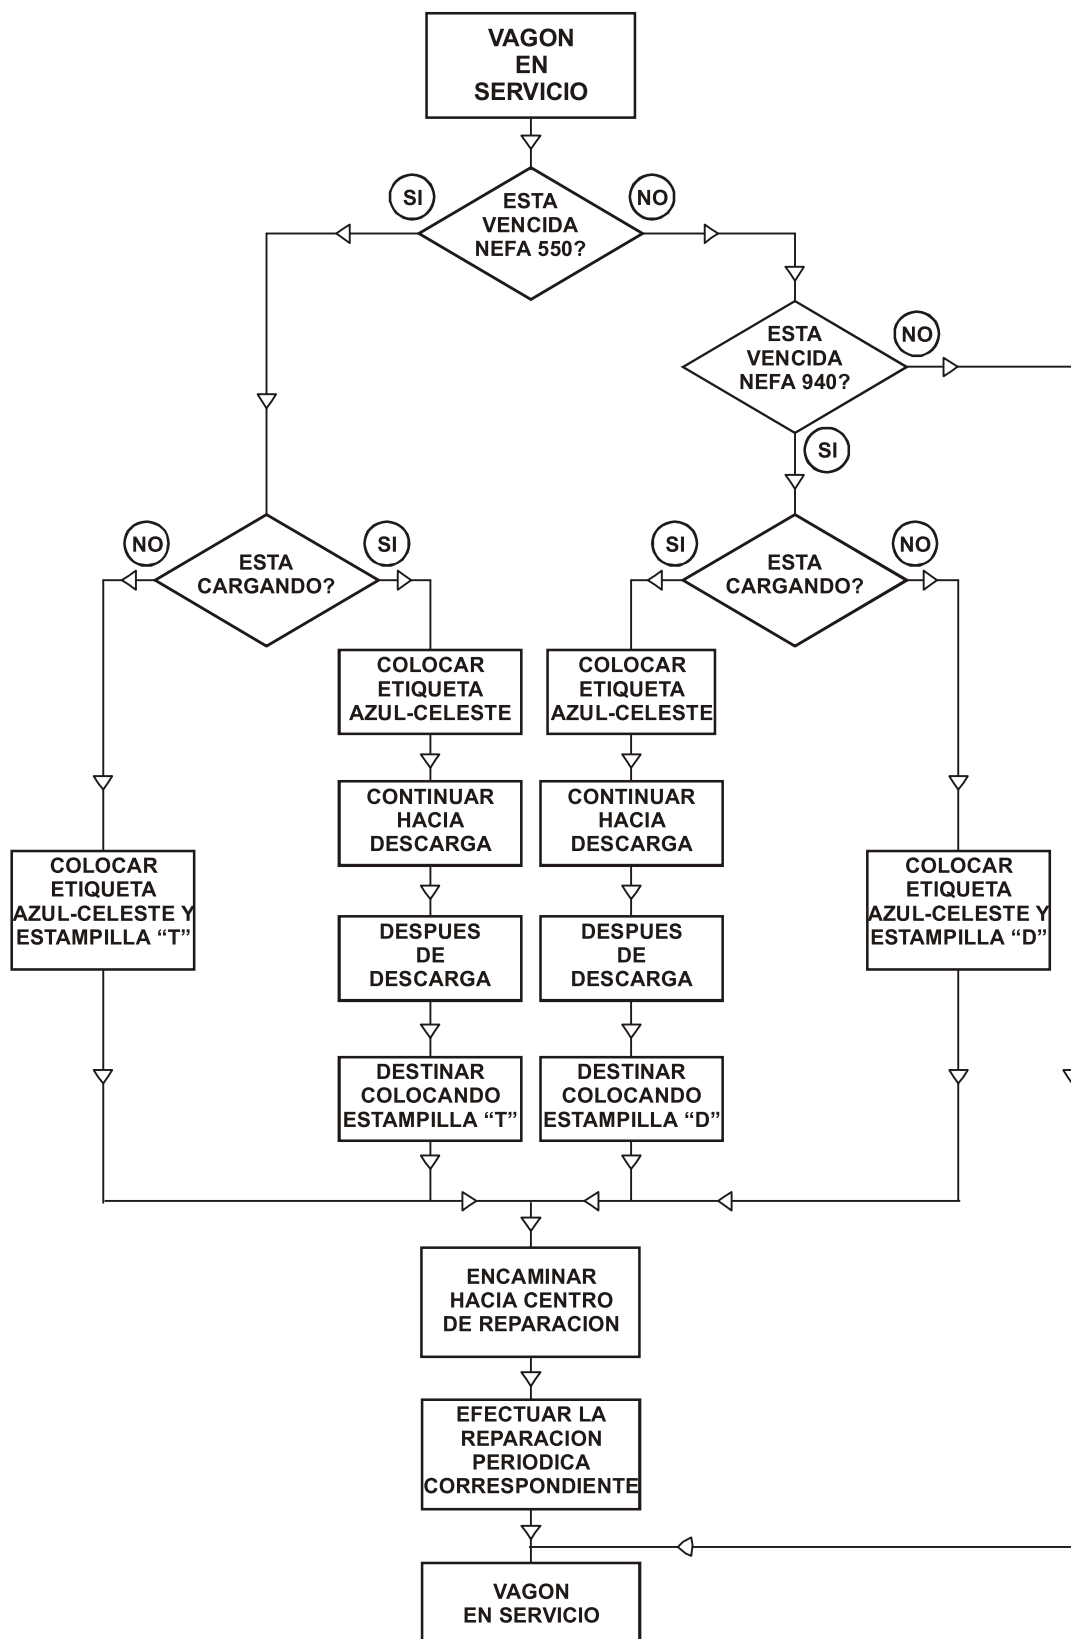 VAGON
EN
SERVICIO
SI
ESTA
VENCIDA
NEFA 550?
NO
ESTA
VENCIDA
NEFA 940?
NO
SI
NO
ESTA
CARGANDO?
SI
SI
ESTA
CARGANDO?
NO
COLOCAR
ETIQUETA
AZUL-CELESTE
COLOCAR
ETIQUETA
AZUL-CELESTE
CONTINUAR
HACIA
DESCARGA
CONTINUAR
HACIA
DESCARGA
COLOCAR
ETIQUETA
AZUL-CELESTE Y
ESTAMPILLA “T”
COLOCAR
ETIQUETA
AZUL-CELESTE Y
ESTAMPILLA “D”
DESPUES
DE
DESCARGA
DESPUES
DE
DESCARGA
DESTINAR
COLOCANDO
ESTAMPILLA “T”
DESTINAR
COLOCANDO
ESTAMPILLA “D”
ENCAMINAR
HACIA CENTRO
DE REPARACION
EFECTUAR LA
REPARACION
PERIODICA
CORRESPONDIENTE
VAGON
EN SERVICIO